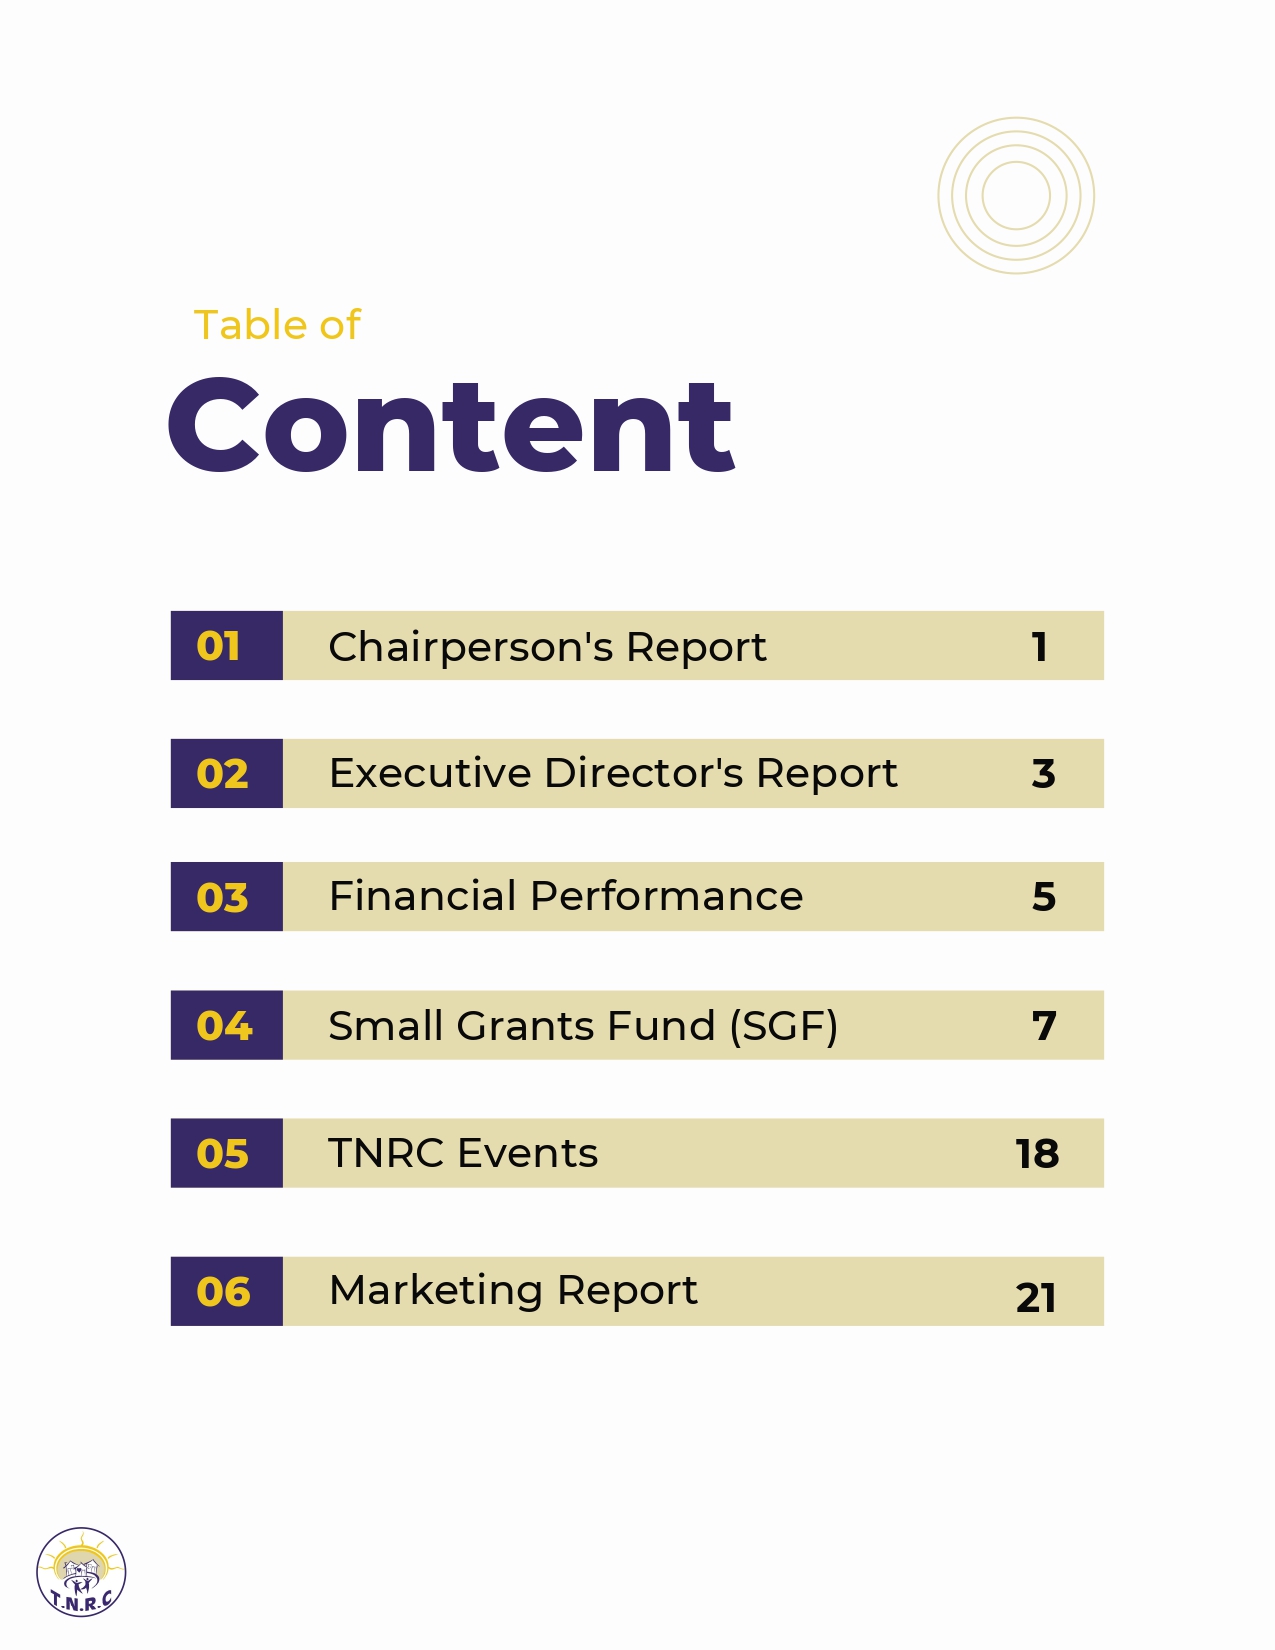 Table of
Content
01 Chairperson's Report 1
02 Executive Director's Report 3
03 Financial Performance 5
04 Small Grants Fund (SGF) 7
05 TNRC Events 18
06 Marketing Report 21
T.N.R.C